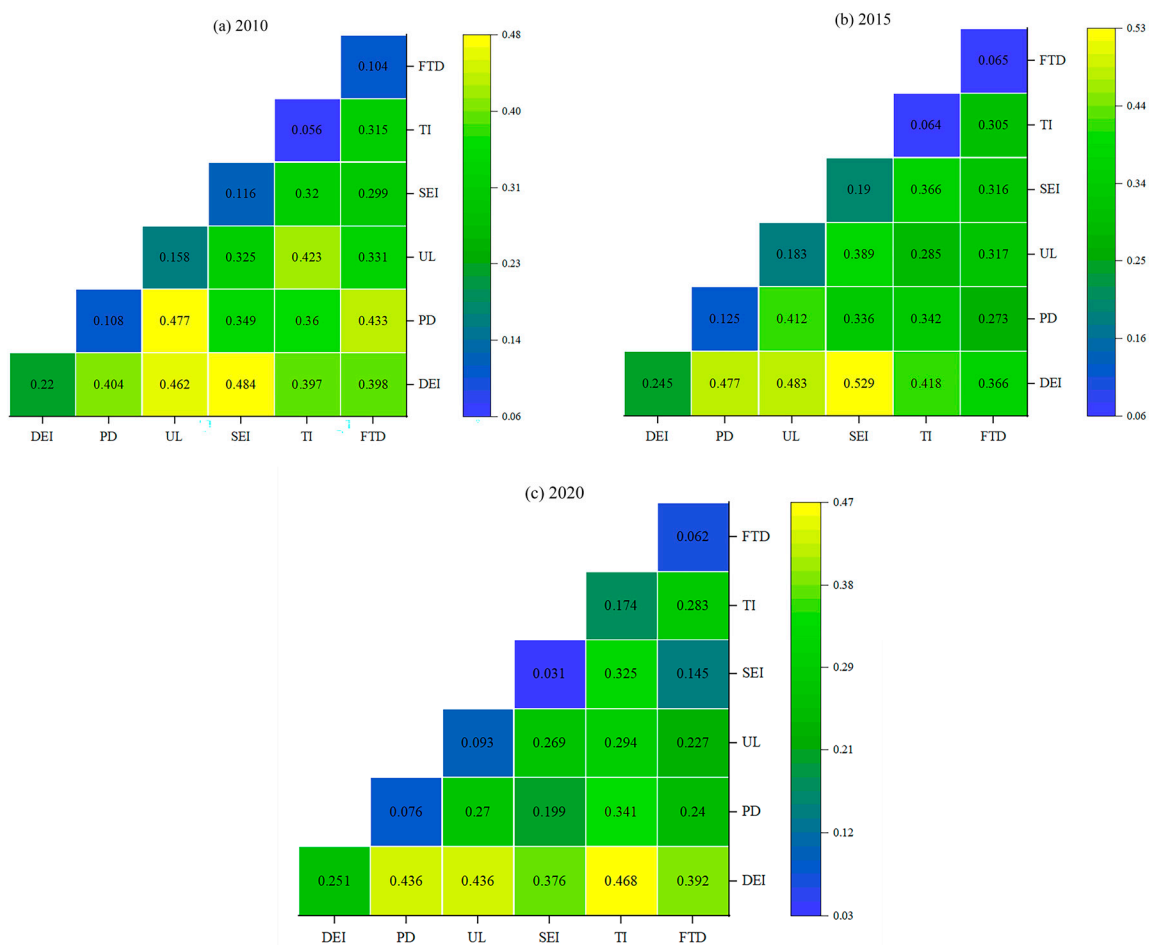 (a) 2010
0.104 FTD
0.056 0.315 TI
0.116 0.32 0.299 SEI
0.158 0.325 0.423 0.331 UL
0.108 0.477 0.349 0.36 0.433 PD
0.22 0.404 0.462 0.484 0.397 0.398 DEI
DEI PD UL SEI TI FTD
0.48
0.40
0.31
0.23
0.14
0.06
(b) 2015
0.065 FTD
0.064 0.305 TI
0.19 0.366 0.316 SEI
0.183 0.389 0.285 0.317 UL
0.125 0.412 0.336 0.342 0.273 PD
0.245 0.477 0.483 0.529 0.418 0.366 DEI
DEI PD UL SEI TI FTD
0.53
0.44
0.34
0.25
0.16
0.06
(c) 2020
0.062 FTD
0.174 0.283 TI
0.031 0.325 0.145 SEI
0.093 0.269 0.294 0.227 UL
0.076 0.27 0.199 0.341 0.24 PD
0.251 0.436 0.436 0.376 0.468 0.392 DEI
DEI PD UL SEI TI FTD
0.47
0.38
0.29
0.21
0.12
0.03